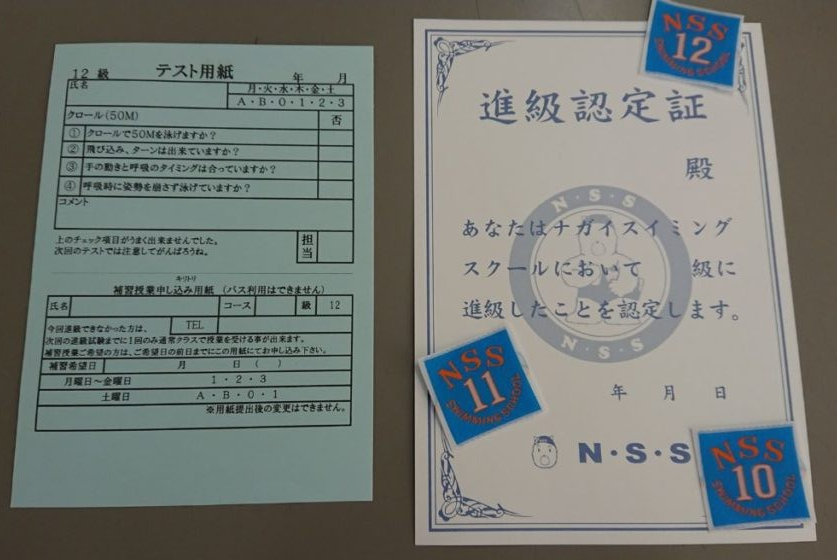 12 級 テスト用紙 年 月
氏名
月・火・水・木・金・土
A・B・0・1・2・3
クロール(50M) 否
① クロールで50Mを泳げますか？
② 飛び込み、ターンは出来ていますか？
③ 手の動きと呼吸のタイミングは合っていますか？
④ 呼吸時に姿勢を崩さず泳げていますか？
コメント
上のチェック項目がうまく出来ませんでした。
次回のテストでは注意してがんばろうね。
担当
キリトリ
補習授業申し込み用紙 (バス利用はできません)
氏名 コース 級 12
今回進級できなかった方は、 TEL
次回の進級試験までに1回のみ通常クラスで授業を受ける事が出来ます。
補習授業ご希望の方は、ご希望日の前日までにこの用紙にてお申し込み下さい。
補習希望日 月 日 ( )
月曜日～金曜日 1・2・3
土曜日 A・B・0・1
※用紙提出後の変更はできません。
NSS
12
SWIMMING SCHOOL
進級認定証
殿
N・S・S
あなたはナガイスイミング
スクールにおいて 級に
進級したことを認定します。
N・S・S
NSS
11
SWIMMING SCHOOL
年 月 日
N・S・S
NSS
10
SWIMMING SCHOOL